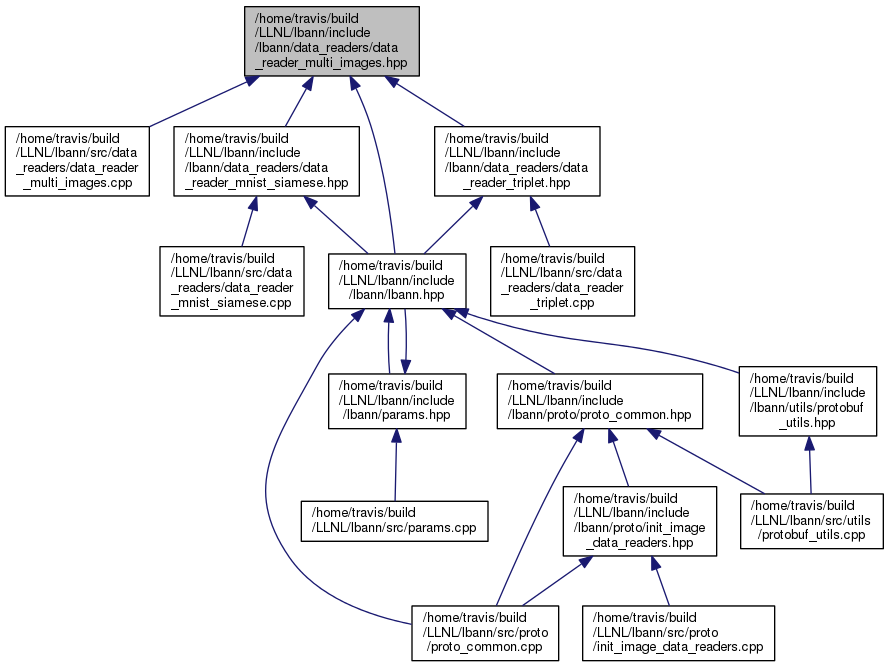 /home/travis/build
/LLNL/lbann/include
/lbann/data_readers/data
_reader_multi_images.hpp
/home/travis/build
/LLNL/lbann/src/data
_readers/data_reader
_multi_images.cpp
/home/travis/build
/LLNL/lbann/include
/lbann/data_readers/data
_reader_mnist_siamese.hpp
/home/travis/build
/LLNL/lbann/include
/lbann/data_readers/data
_reader_triplet.hpp
/home/travis/build
/LLNL/lbann/src/data
_readers/data_reader
_mnist_siamese.cpp
/home/travis/build
/LLNL/lbann/include
/lbann/lbann.hpp
/home/travis/build
/LLNL/lbann/src/data
_readers/data_reader
_triplet.cpp
/home/travis/build
/LLNL/lbann/include
/lbann/params.hpp
/home/travis/build
/LLNL/lbann/include
/lbann/proto/proto_common.hpp
/home/travis/build
/LLNL/lbann/include
/lbann/utils/protobuf
_utils.hpp
/home/travis/build
/LLNL/lbann/src/params.cpp
/home/travis/build
/LLNL/lbann/include
/lbann/proto/init_image
_data_readers.hpp
/home/travis/build
/LLNL/lbann/src/utils
/protobuf_utils.cpp
/home/travis/build
/LLNL/lbann/src/proto
/proto_common.cpp
/home/travis/build
/LLNL/lbann/src/proto
/init_image_data_readers.cpp